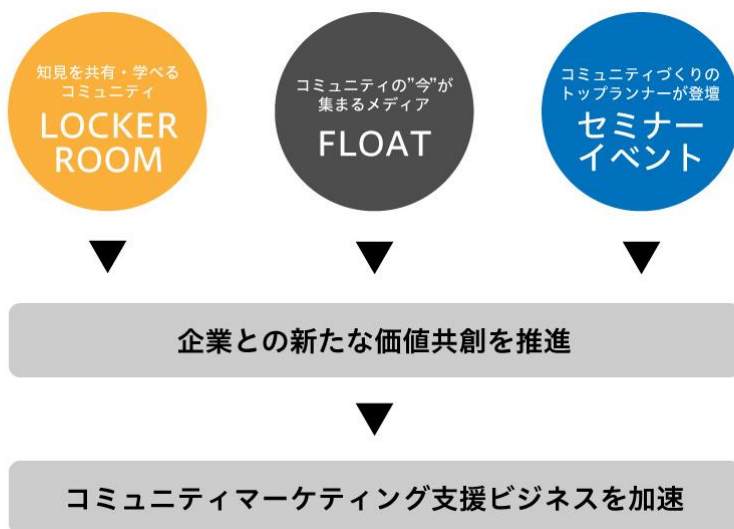 知見を共有・学べる
コミュニティ
LOCKER
ROOM
コミュニティの”今”が
集まるメディア
FLOAT
コミュニティづくりの
トップランナーが登壇
セミナー
イベント
企業との新たな価値共創を推進
コミュニティマーケティング支援ビジネスを加速